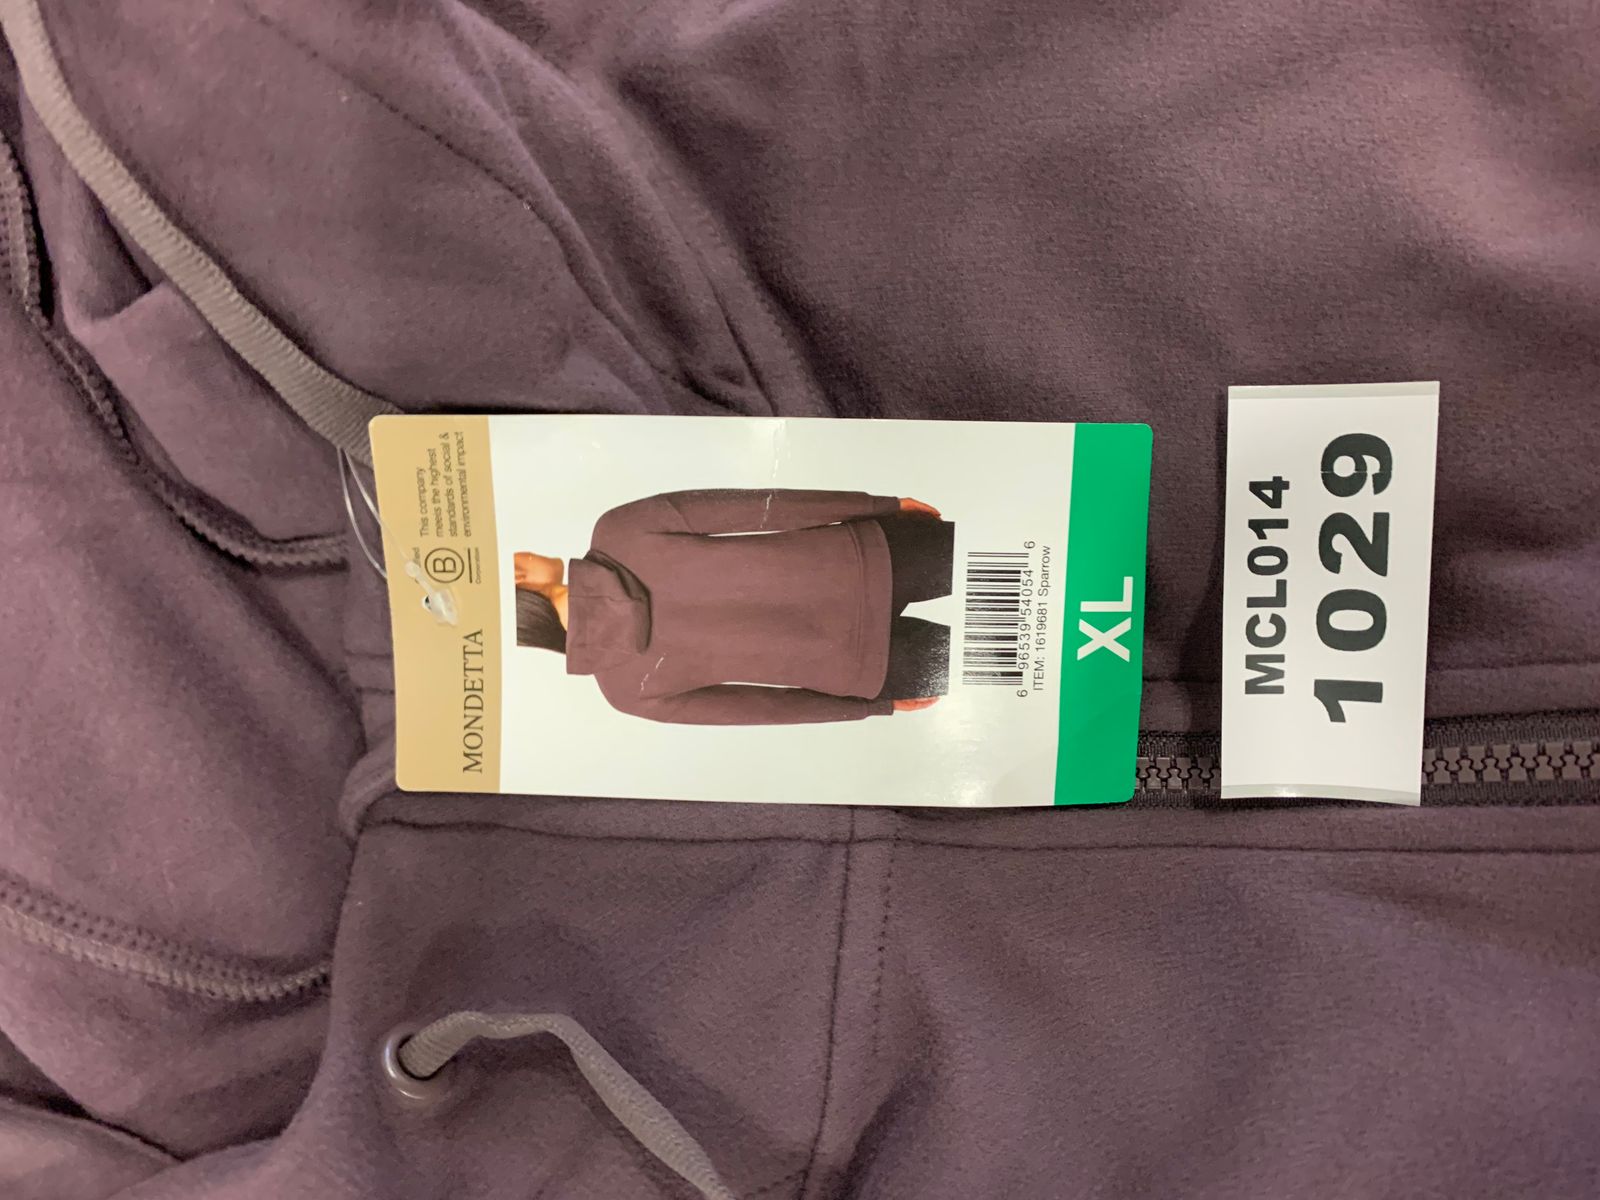 MONDETTA
Corporation
This company
meets the highest
standards of social &
environmental impact
6 96539 54054 6
ITEM: 1619681 Sparrow
XL
MCL014
1029